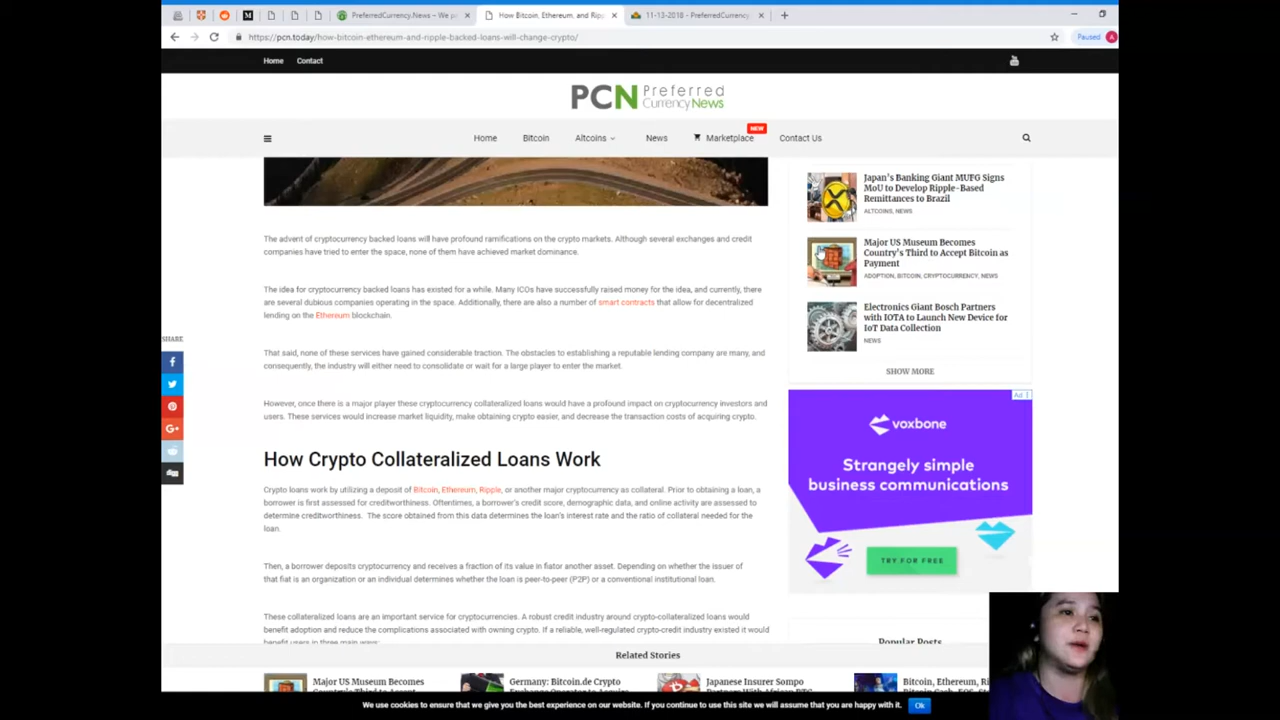 PreferredCurrency.News – We p
How Bitcoin, Ethereum, and Ripp
11-13-2018 - PreferredCurrency
https://pcn.today/how-bitcoin-ethereum-and-ripple-backed-loans-will-change-crypto/
Paused
A
Home
Contact
PCN Preferred
Currency News
Home
Bitcoin
Altcoins
News
Marketplace
NEW
Contact Us
The advent of cryptocurrency backed loans will have profound ramifications on the crypto markets. Although several exchanges and credit
companies have tried to enter the space, none of them have achieved market dominance.
The idea for cryptocurrency backed loans has existed for a while. Many ICOs have successfully raised money for the idea, and currently, there
are several dubious companies operating in the space. Additionally, there are also a number of smart contracts that allow for decentralized
lending on the Ethereum blockchain.
That said, none of these services have gained considerable traction. The obstacles to establishing a reputable lending company are many, and
consequently, the industry will either need to consolidate or wait for a large player to enter the market.
However, once there is a major player these cryptocurrency collateralized loans would have a profound impact on cryptocurrency investors and
users. These services would increase market liquidity, make obtaining crypto easier, and decrease the transaction costs of acquiring crypto.
How Crypto Collateralized Loans Work
Crypto loans work by utilizing a deposit of Bitcoin, Ethereum, Ripple, or another major cryptocurrency as collateral. Prior to obtaining a loan, a
borrower is first assessed for creditworthiness. Oftentimes, a borrower's credit score, demographic data, and online activity are assessed to
determine creditworthiness. The score obtained from this data determines the loan's interest rate and the ratio of collateral needed for the
loan.
Then, a borrower deposits cryptocurrency and receives a fraction of its value in fiator another asset. Depending on whether the issuer of
that fiat is an organization or an individual determines whether the loan is peer-to-peer (P2P) or a conventional institutional loan.
These collateralized loans are an important service for cryptocurrencies. A robust credit industry around crypto-collateralized loans would
benefit adoption and reduce the complications associated with owning crypto. If a reliable, well-regulated crypto-credit industry existed it would
benefit users in three main ways:
SHARE
Japan's Banking Giant MUFG Signs
MoU to Develop Ripple-Based
Remittances to Brazil
ALTCOINS, NEWS
Major US Museum Becomes
Country's Third to Accept Bitcoin as
Payment
ADOPTION, BITCOIN, CRYPTOCURRENCY, NEWS
Electronics Giant Bosch Partners
with IOTA to Launch New Device for
IoT Data Collection
NEWS
SHOW MORE
Ad
voxbone
Strangely simple
business communications
TRY FOR FREE
Popular Posts
Related Stories
Major US Museum Becomes
Country's Third to Accept
Germany: Bitcoin.de Crypto
Exchange Operator to Acquire
Japanese Insurer Sompo
Partners With African BTC
Bitcoin, Ethereum, Ri
Bitcoin Cash, EOS, St
We use cookies to ensure that we give you the best experience on our website. If you continue to use this site we will assume that you are happy with it.
Ok